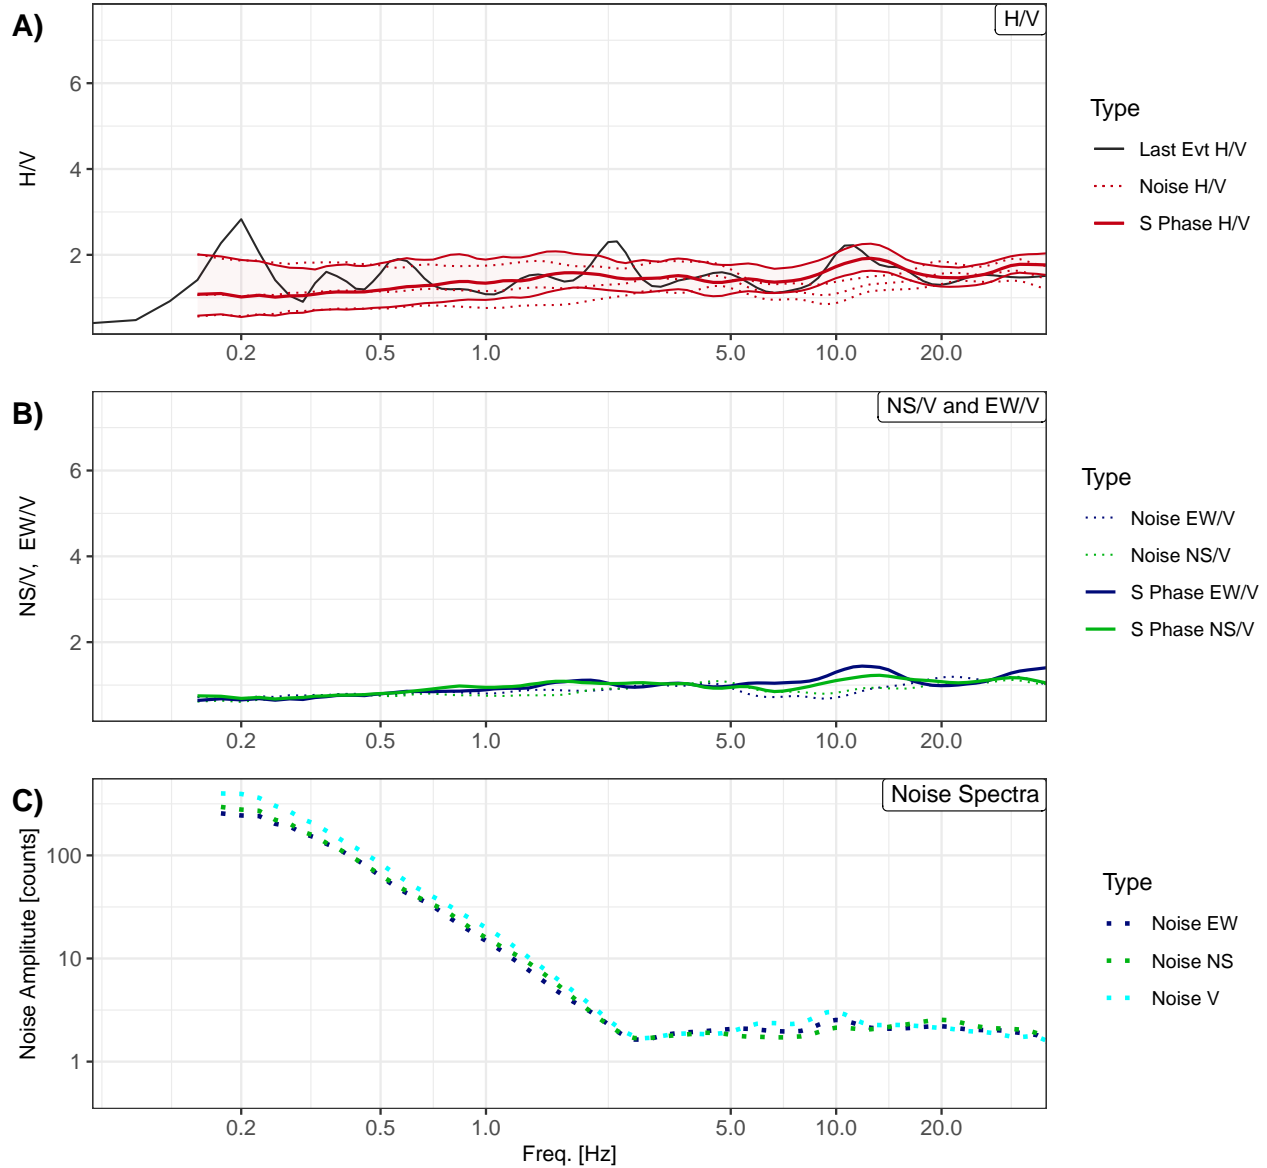 A)
H/V
6
4
2
H/V
0.2 0.5 1.0 5.0 10.0 20.0
Type
Last Evt H/V
Noise H/V
S Phase H/V
B)
NS/V and EW/V
6
4
2
NS/V, EW/V
0.2 0.5 1.0 5.0 10.0 20.0
Type
Noise EW/V
Noise NS/V
S Phase EW/V
S Phase NS/V
C)
Noise Spectra
100
10
1
Noise Amplitute [counts]
0.2 0.5 1.0 5.0 10.0 20.0
Freq. [Hz]
Type
Noise EW
Noise NS
Noise V